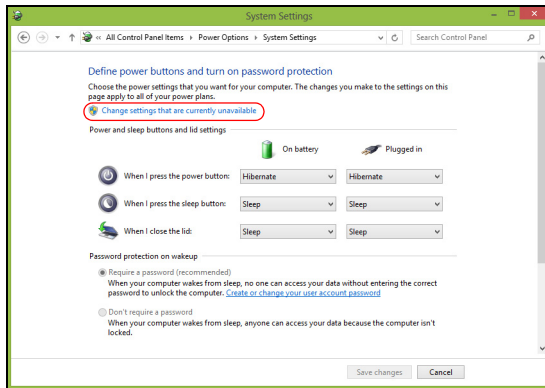 System Settings
« All Control Panel Items › Power Options › System Settings
Search Control Panel
Define power buttons and turn on password protection
Choose the power settings that you want for your computer. The changes you make to the settings on this
page apply to all of your power plans.
Change settings that are currently unavailable
Power and sleep buttons and lid settings
On battery Plugged in
When I press the power button: Hibernate Hibernate
When I press the sleep button: Sleep Sleep
When I close the lid: Sleep Sleep
Password protection on wakeup
Require a password (recommended)
When your computer wakes from sleep, no one can access your data without entering the correct
password to unlock the computer. Create or change your user account password
Don't require a password
When your computer wakes from sleep, anyone can access your data because the computer isn't
locked.
Save changes Cancel